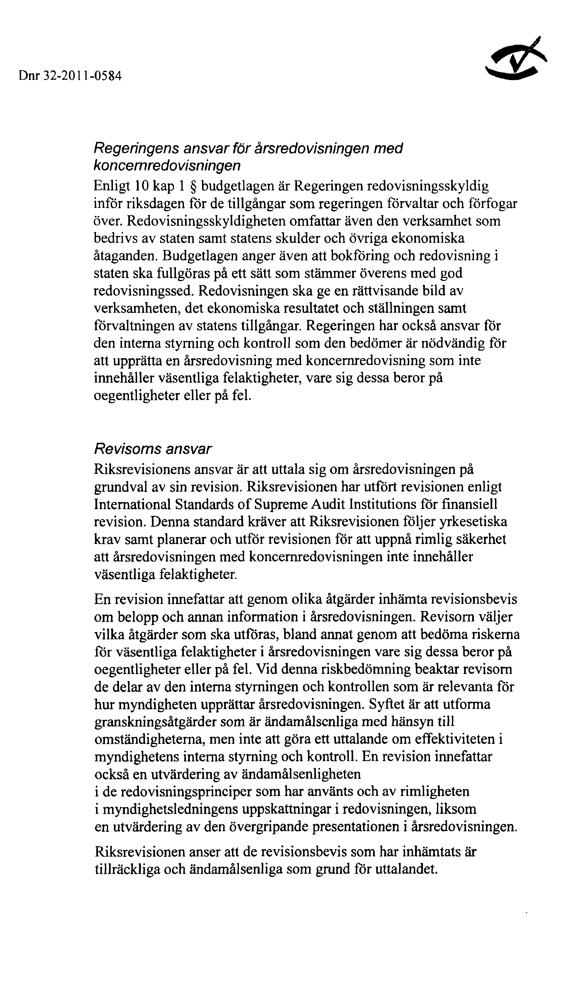 Dnr 32-2011-0584
Regeringens ansvar för årsredovisningen med
koncernredovisningen
Enligt 10 kap 1 § budgetlagen är Regeringen redovisningsskyldig
inför riksdagen för de tillgångar som regeringen förvaltar och förfogar
över. Redovisningsskyldigheten omfattar även den verksamhet som
bedrivs av staten samt statens skulder och övriga ekonomiska
åtaganden. Budgetlagen anger även att bokföring och redovisning i
staten ska fullgöras på ett sätt som stämmer överens med god
redovisningssed. Redovisningen ska ge en rättvisande bild av
verksamheten, det ekonomiska resultatet och ställningen samt
förvaltningen av statens tillgångar. Regeringen har också ansvar för
den interna styrning och kontroll som den bedömer är nödvändig för
att upprätta en årsredovisning med koncernredovisning som inte
innehåller väsentliga felaktigheter, vare sig dessa beror på
oegentligheter eller på fel.
Revisorns ansvar
Riksrevisionens ansvar är att uttala sig om årsredovisningen på
grundval av sin revision. Riksrevisionen har utfört revisionen enligt
International Standards of Supreme Audit Institutions för finansiell
revision. Denna standard kräver att Riksrevisionen följer yrkesetiska
krav samt planerar och utför revisionen för att uppnå rimlig säkerhet
att årsredovisningen med koncernredovisningen inte innehåller
väsentliga felaktigheter.
En revision innefattar att genom olika åtgärder inhämta revisionsbevis
om belopp och annan information i årsredovisningen. Revisorn väljer
vilka åtgärder som ska utföras, bland annat genom att bedöma riskerna
för väsentliga felaktigheter i årsredovisningen vare sig dessa beror på
oegentligheter eller på fel. Vid denna riskbedömning beaktar revisorn
de delar av den interna styrningen och kontrollen som är relevanta för
hur myndigheten upprättar årsredovisningen. Syftet är att utforma
granskningsåtgärder som är ändamålsenliga med hänsyn till
omständigheterna, men inte att göra ett uttalande om effektiviteten i
myndighetens interna styrning och kontroll. En revision innefattar
också en utvärdering av ändamålsenligheten
i de redovisningsprinciper som har använts och av rimligheten
i myndighetsledningens uppskattningar i redovisningen, liksom
en utvärdering av den övergripande presentationen i årsredovisningen.
Riksrevisionen anser att de revisionsbevis som har inhämtats är
tillräckliga och ändamålsenliga som grund för uttalandet.